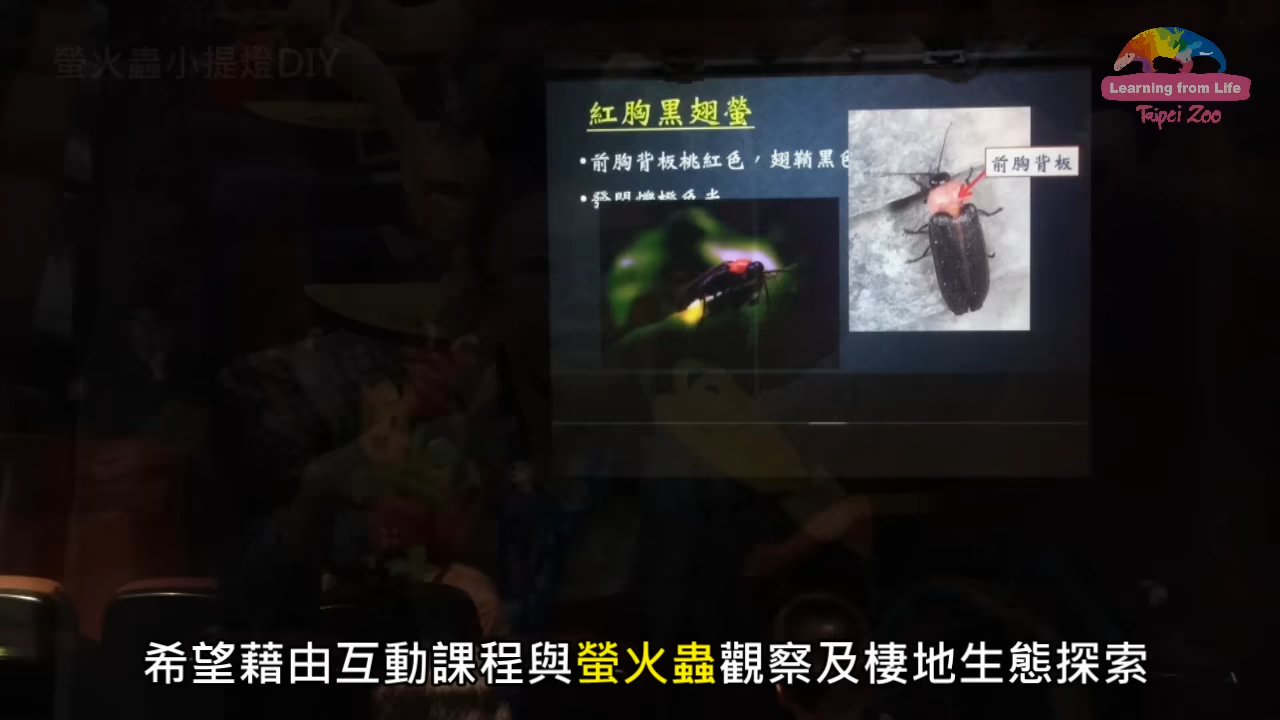 螢火蟲小提燈DIY
Learning from Life
Taipei Zoo
紅胸黑翅螢
•前胸背板桃紅色，翅鞘黑色
前胸背板
希望藉由互動課程與螢火蟲觀察及棲地生態探索